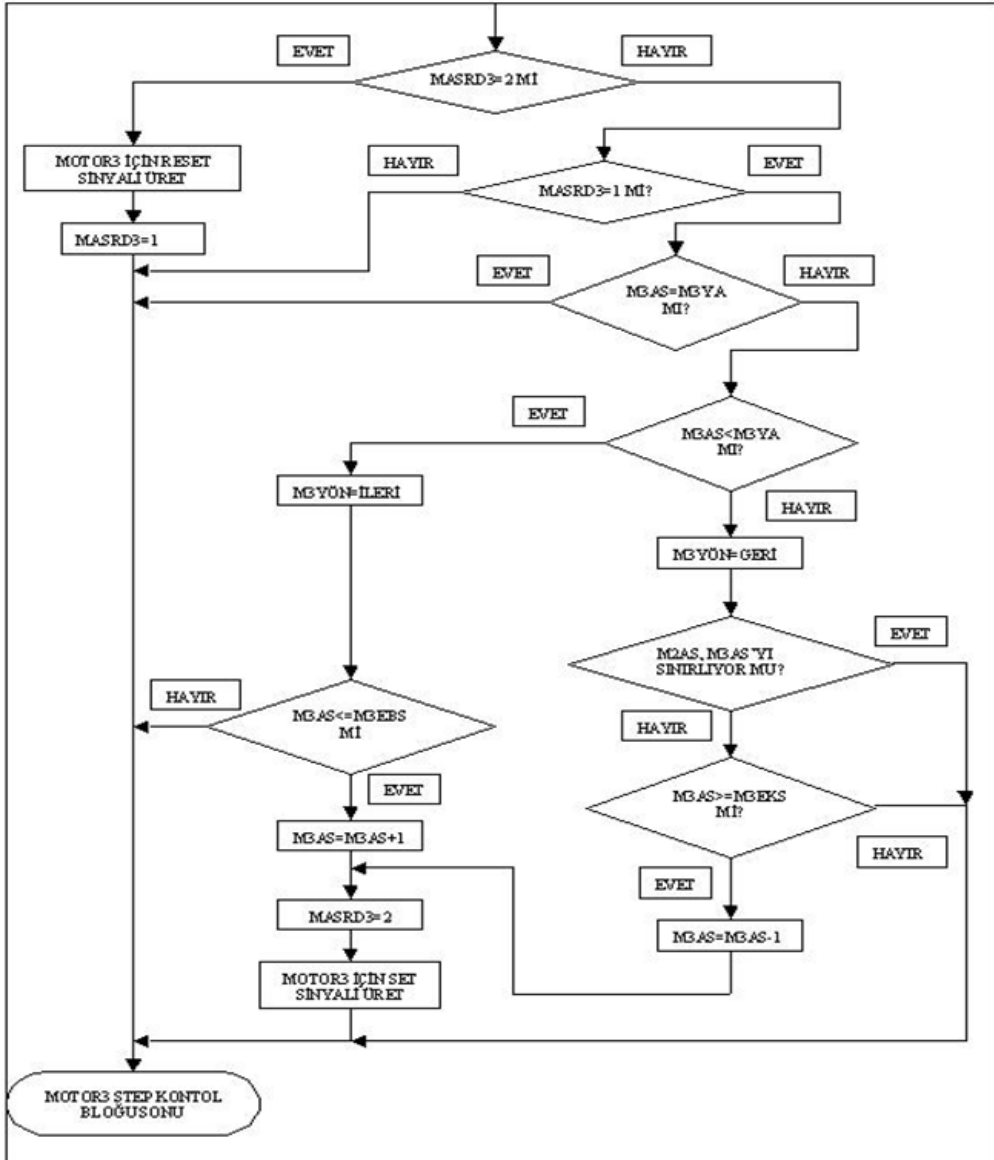 EVET
HAYIR
MASRD3=2 Mİ
MOTOR3 İÇİN RESET
SİNYALİ ÜRET
HAYIR
EVET
MASRD3=1 Mİ?
MASRD3=1
EVET
HAYIR
M3AS=M3YA
MI?
EVET
M3AS<M3YA
MI?
M3YÖN=İLERİ
HAYIR
M3YÖN=GERİ
EVET
M2AS, M3AS'YI
SINIRLIYOR MU?
HAYIR
M3AS<=M3EBS
Mİ
HAYIR
EVET
M3AS>=M3EKS
Mİ?
M3AS=M3AS+1
HAYIR
EVET
MASRD3=2
M3AS=M3AS-1
MOTOR3 İÇİN SET
SİNYALİ ÜRET
MOTOR3 STEP KONTOL
BLOĞU SONU